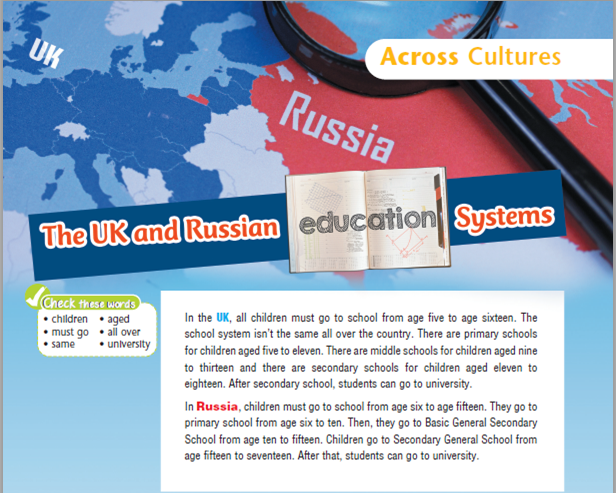 UK
Across Cultures
Russia
The UK and Russian education Systems
Check these words
• children • aged
• must go • all over
• same • university
In the UK, all children must go to school from age five to age sixteen. The
school system isn't the same all over the country. There are primary schools
for children aged five to eleven. There are middle schools for children aged nine
to thirteen and there are secondary schools for children aged eleven to
eighteen. After secondary school, students can go to university.
In Russia, children must go to school from age six to age fifteen. They go to
primary school from age six to ten. Then, they go to Basic General Secondary
School from age ten to fifteen. Children go to Secondary General School from
age fifteen to seventeen. After that, students can go to university.